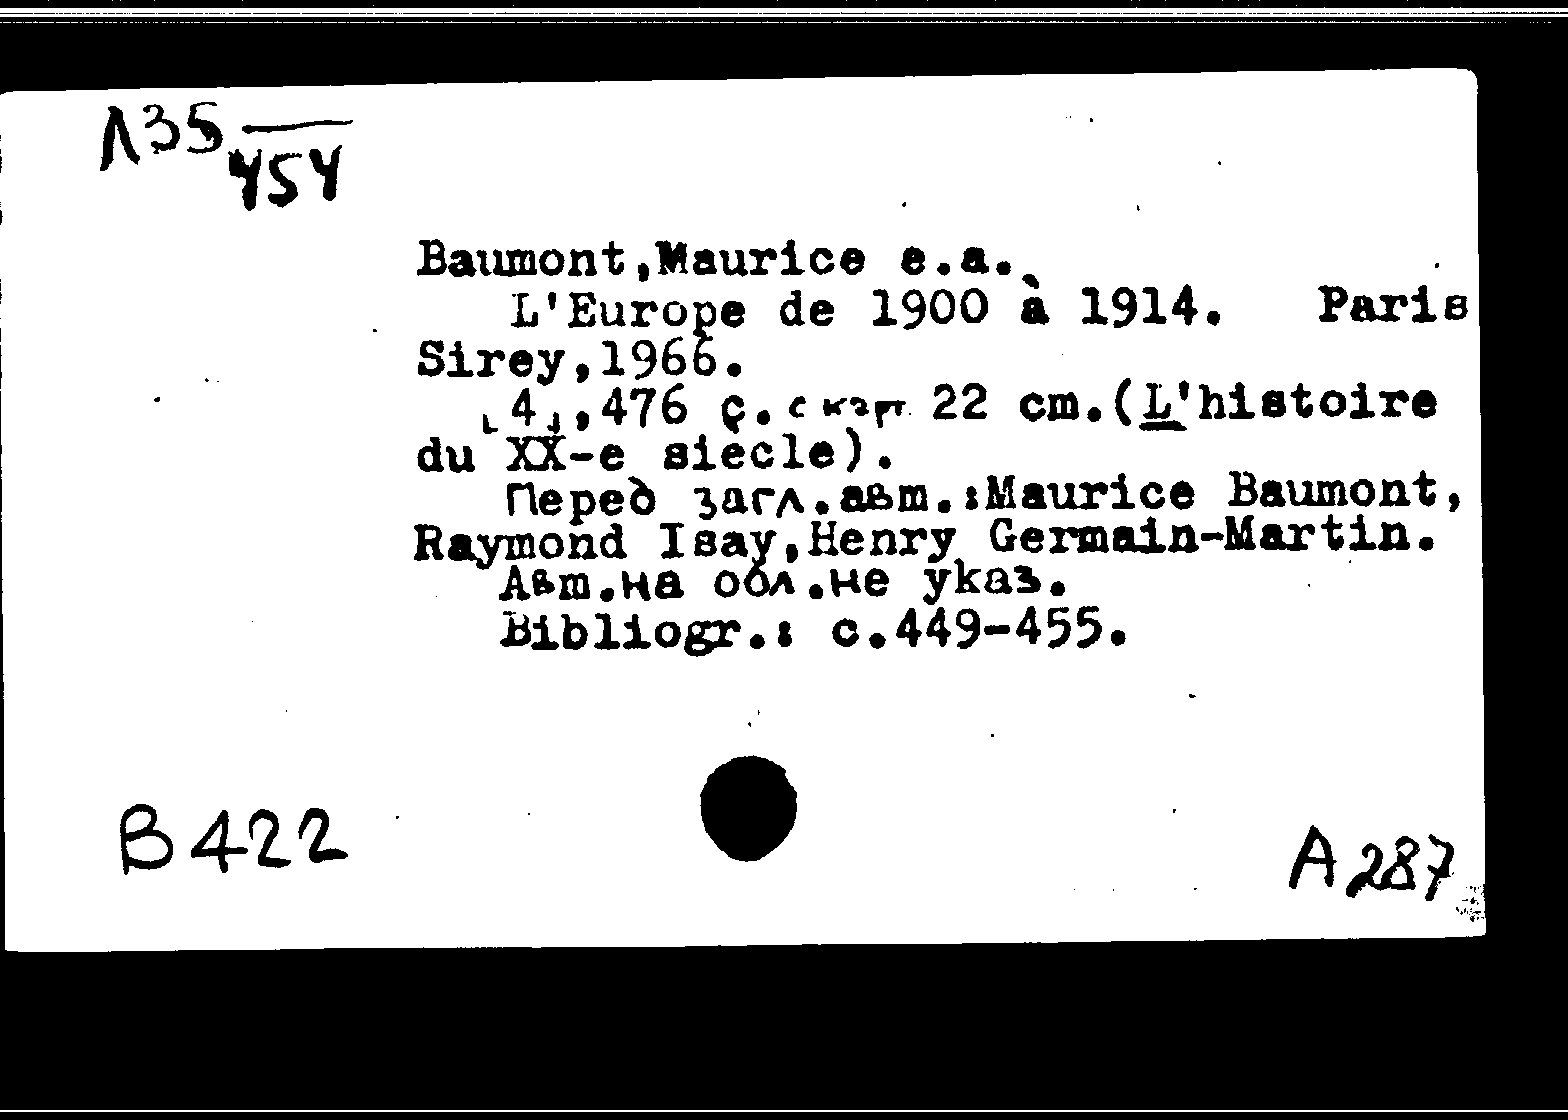 Л35
454
Baumont,Maurice e.a.
L'Europe de 1900 à 1914. Paris
Sirey,1966.
[4],476 с. с карт. 22 cm.(L'histoire
du XX-e siecle).
Перед загл.авт.:Maurice Baumont,
Raymond Isay,Henry Germain-Martin.
Авт.на обл.не указ.
Bibliogr.: c.449-455.
B422
A287